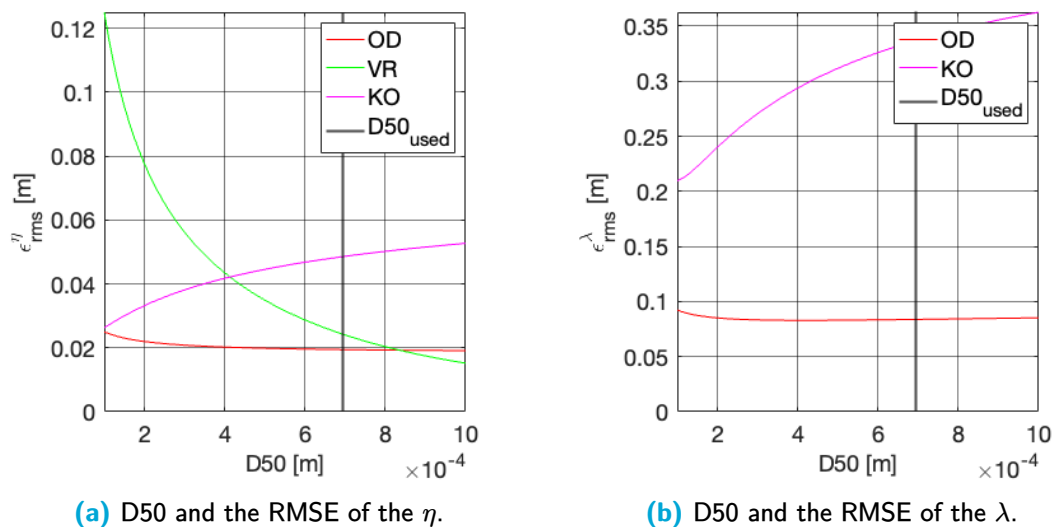 0.12
0.1
0.08
0.06
0.04
0.02
0
ϵ^η_rms [m]
OD
VR
KO
D50_used
2 4 6 8 10
D50 [m] ×10^-4
(a) D50 and the RMSE of the η.
0.35
0.3
0.25
0.2
0.15
0.1
0.05
0
ϵ^λ_rms [m]
OD
KO
D50_used
2 4 6 8 10
D50 [m] ×10^-4
(b) D50 and the RMSE of the λ.